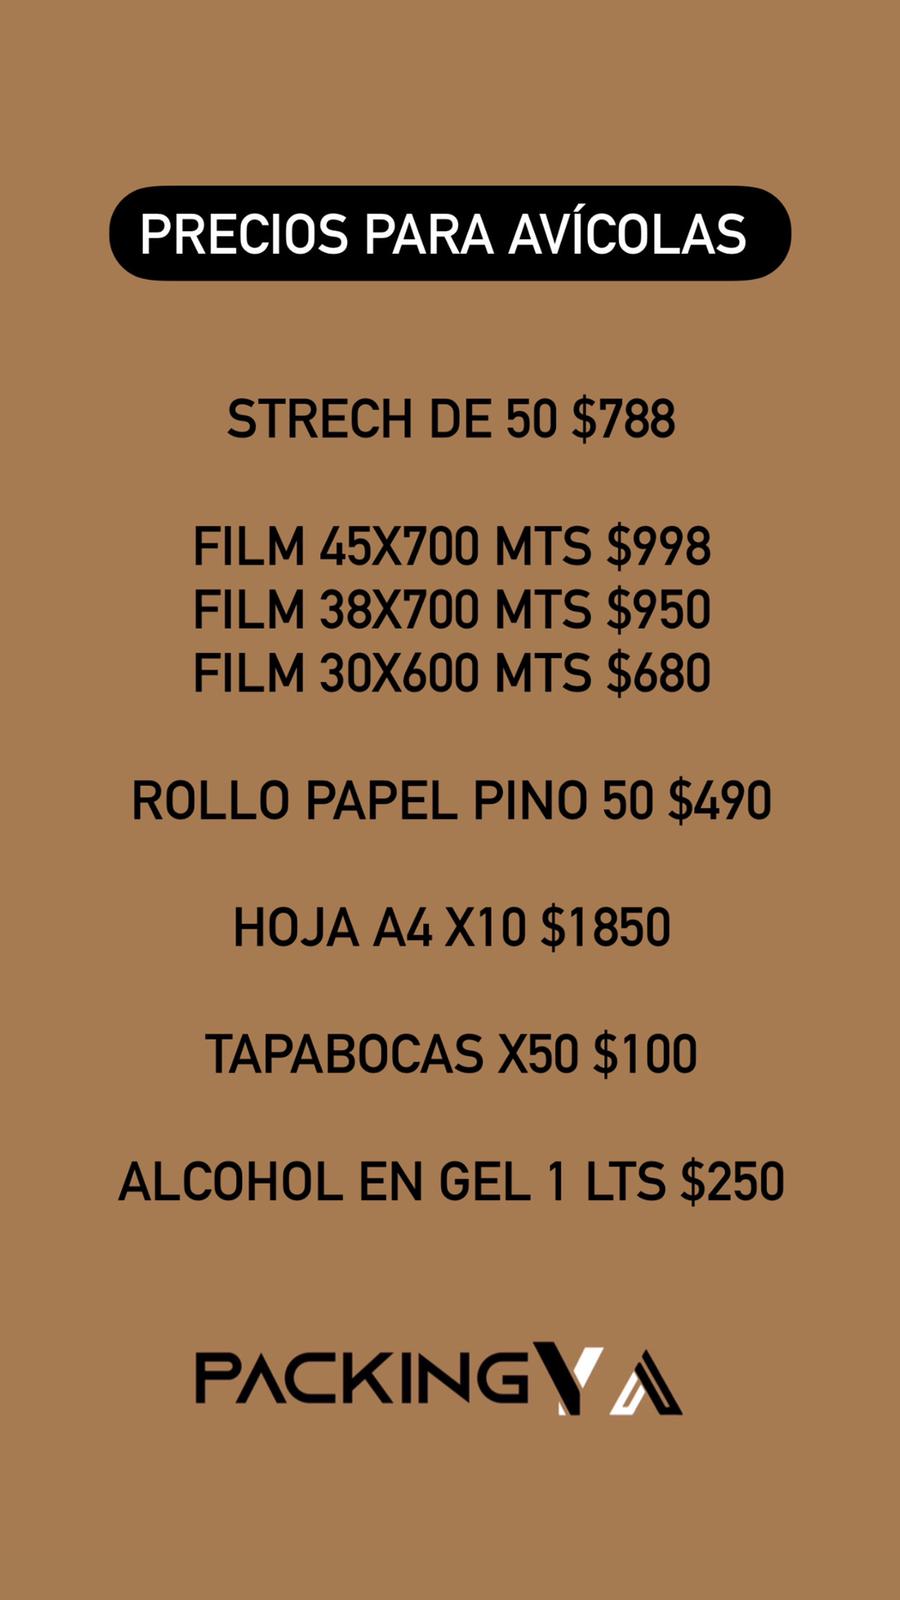 PRECIOS PARA AVÍCOLAS
STRECH DE 50 $788
FILM 45X700 MTS $998
FILM 38X700 MTS $950
FILM 30X600 MTS $680
ROLLO PAPEL PINO 50 $490
HOJA A4 X10 $1850
TAPABOCAS X50 $100
ALCOHOL EN GEL 1 LTS $250
PACKINGYA